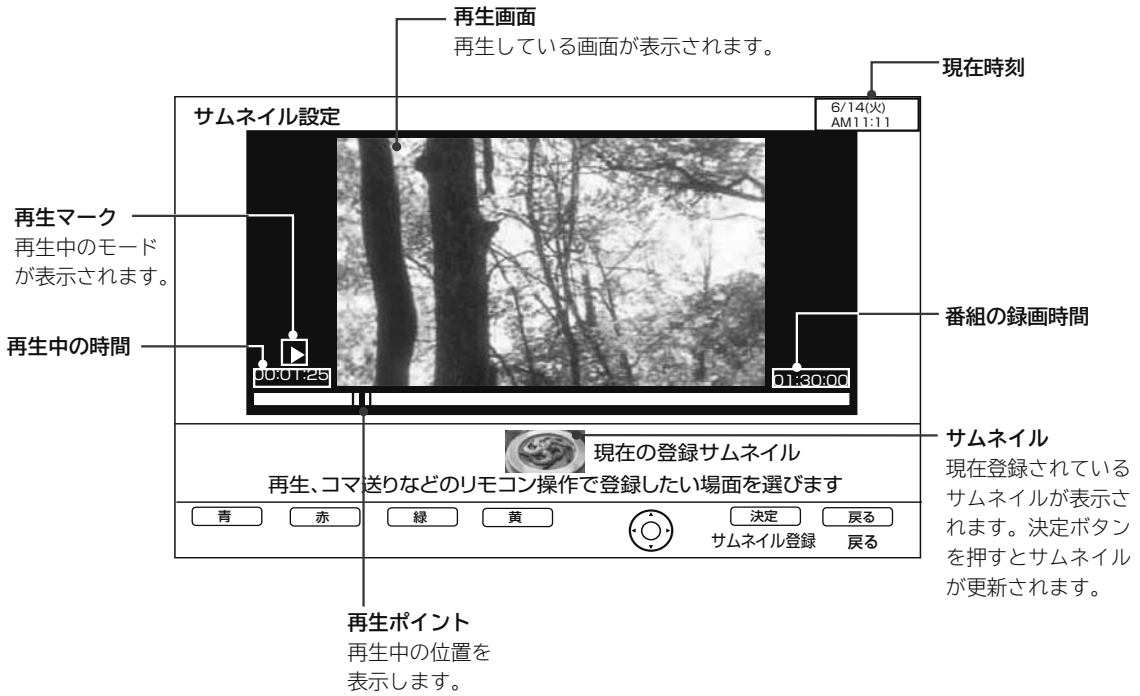 再生画面
再生している画面が表示されます。
現在時刻
サムネイル設定
6/14(火)
AM11:11
再生マーク
再生中のモード
が表示されます。
再生中の時間
00:01:25
番組の録画時間
01:30:00
現在の登録サムネイル
再生、コマ送りなどのリモコン操作で登録したい場面を選びます
サムネイル
現在登録されている
サムネイルが表示さ
れます。決定ボタン
を押すとサムネイル
が更新されます。
青 赤 緑 黄 決定 戻る
サムネイル登録 戻る
再生ポイント
再生中の位置を
表示します。